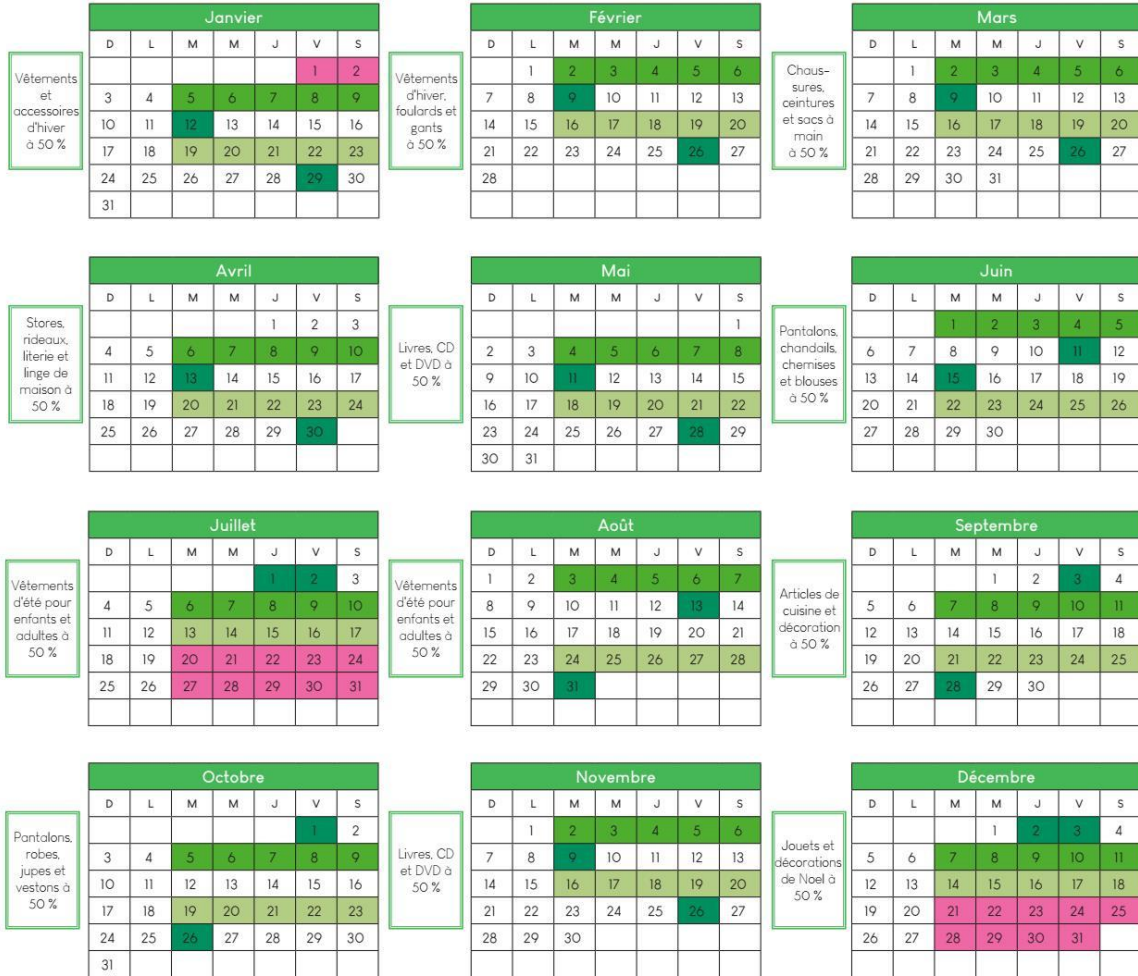 Janvier
D L M M J V S
1 2
3 4 5 6 7 8 9
10 11 12 13 14 15 16
17 18 19 20 21 22 23
24 25 26 27 28 29 30
31
Vêtements
et
accessoires
d'hiver
à 50 %
Février
D L M M J V S
1 2 3 4 5 6
7 8 9 10 11 12 13
14 15 16 17 18 19 20
21 22 23 24 25 26 27
28
Vêtements
d'hiver,
foulards et
gants
à 50 %
Mars
D L M M J V S
1 2 3 4 5 6
7 8 9 10 11 12 13
14 15 16 17 18 19 20
21 22 23 24 25 26 27
28 29 30 31
Chaus-
sures,
ceintures
et sacs à
main
à 50 %
Avril
D L M M J V S
1 2 3
4 5 6 7 8 9 10
11 12 13 14 15 16 17
18 19 20 21 22 23 24
25 26 27 28 29 30
Stores,
rideaux,
literie et
linge de
maison à
50 %
Mai
D L M M J V S
1
2 3 4 5 6 7 8
9 10 11 12 13 14 15
16 17 18 19 20 21 22
23 24 25 26 27 28 29
30 31
Livres, CD
et DVD à
50 %
Juin
D L M M J V S
1 2 3 4 5
6 7 8 9 10 11 12
13 14 15 16 17 18 19
20 21 22 23 24 25 26
27 28 29 30
Pantalons,
chandails,
chemises
et blouses
à 50 %
Juillet
D L M M J V S
1 2 3
4 5 6 7 8 9 10
11 12 13 14 15 16 17
18 19 20 21 22 23 24
25 26 27 28 29 30 31
Vêtements
d'été pour
enfants et
adultes à
50 %
Août
D L M M J V S
1 2 3 4 5 6 7
8 9 10 11 12 13 14
15 16 17 18 19 20 21
22 23 24 25 26 27 28
29 30 31
Vêtements
d'été pour
enfants et
adultes à
50 %
Septembre
D L M M J V S
1 2 3 4
5 6 7 8 9 10 11
12 13 14 15 16 17 18
19 20 21 22 23 24 25
26 27 28 29 30
Articles de
cuisine et
décoration
à 50 %
Octobre
D L M M J V S
1 2
3 4 5 6 7 8 9
10 11 12 13 14 15 16
17 18 19 20 21 22 23
24 25 26 27 28 29 30
31
Pantalons,
robes,
jupes et
vestons à
50 %
Novembre
D L M M J V S
1 2 3 4 5 6
7 8 9 10 11 12 13
14 15 16 17 18 19 20
21 22 23 24 25 26 27
28 29 30
Livres, CD
et DVD à
50 %
Décembre
D L M M J V S
1 2 3 4
5 6 7 8 9 10 11
12 13 14 15 16 17 18
19 20 21 22 23 24 25
26 27 28 29 30 31
Jouets et
décorations
de Noel à
50 %